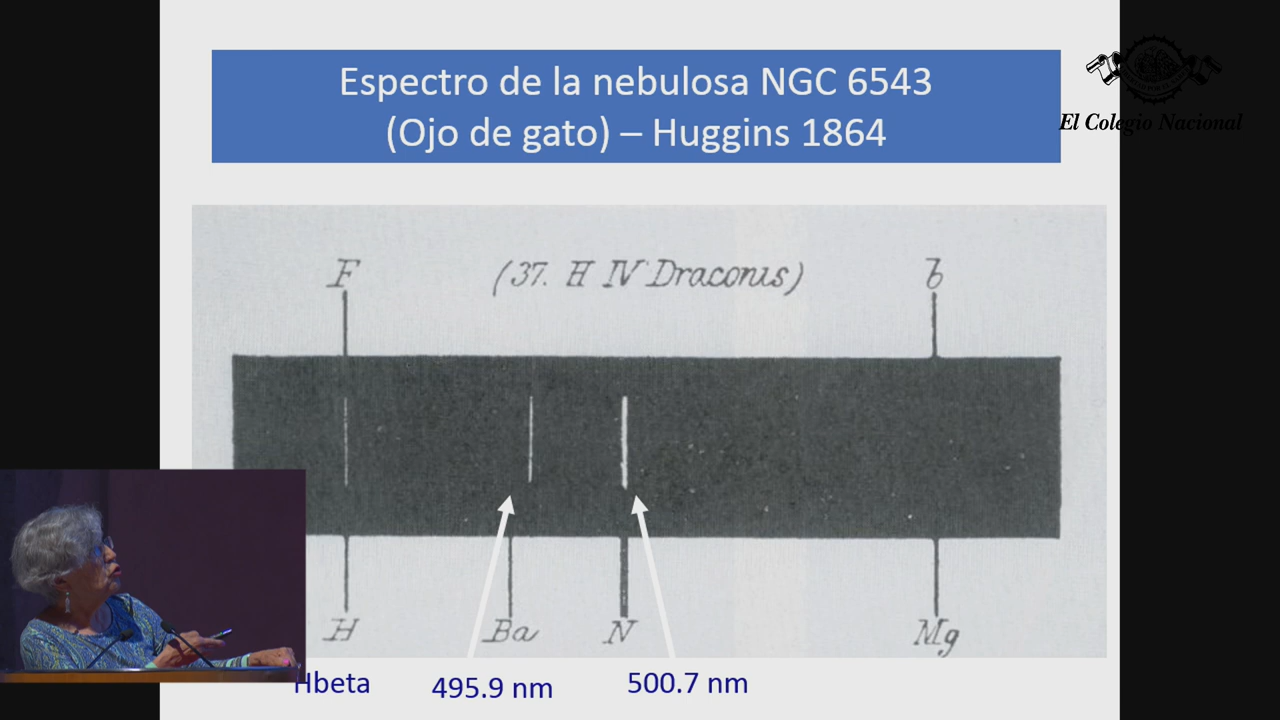 Espectro de la nebulosa NGC 6543
(Ojo de gato) – Huggins 1864
El Colegio Nacional
F (37. H IV Draconis) b
H Ba N Mg
Hbeta 495.9 nm 500.7 nm